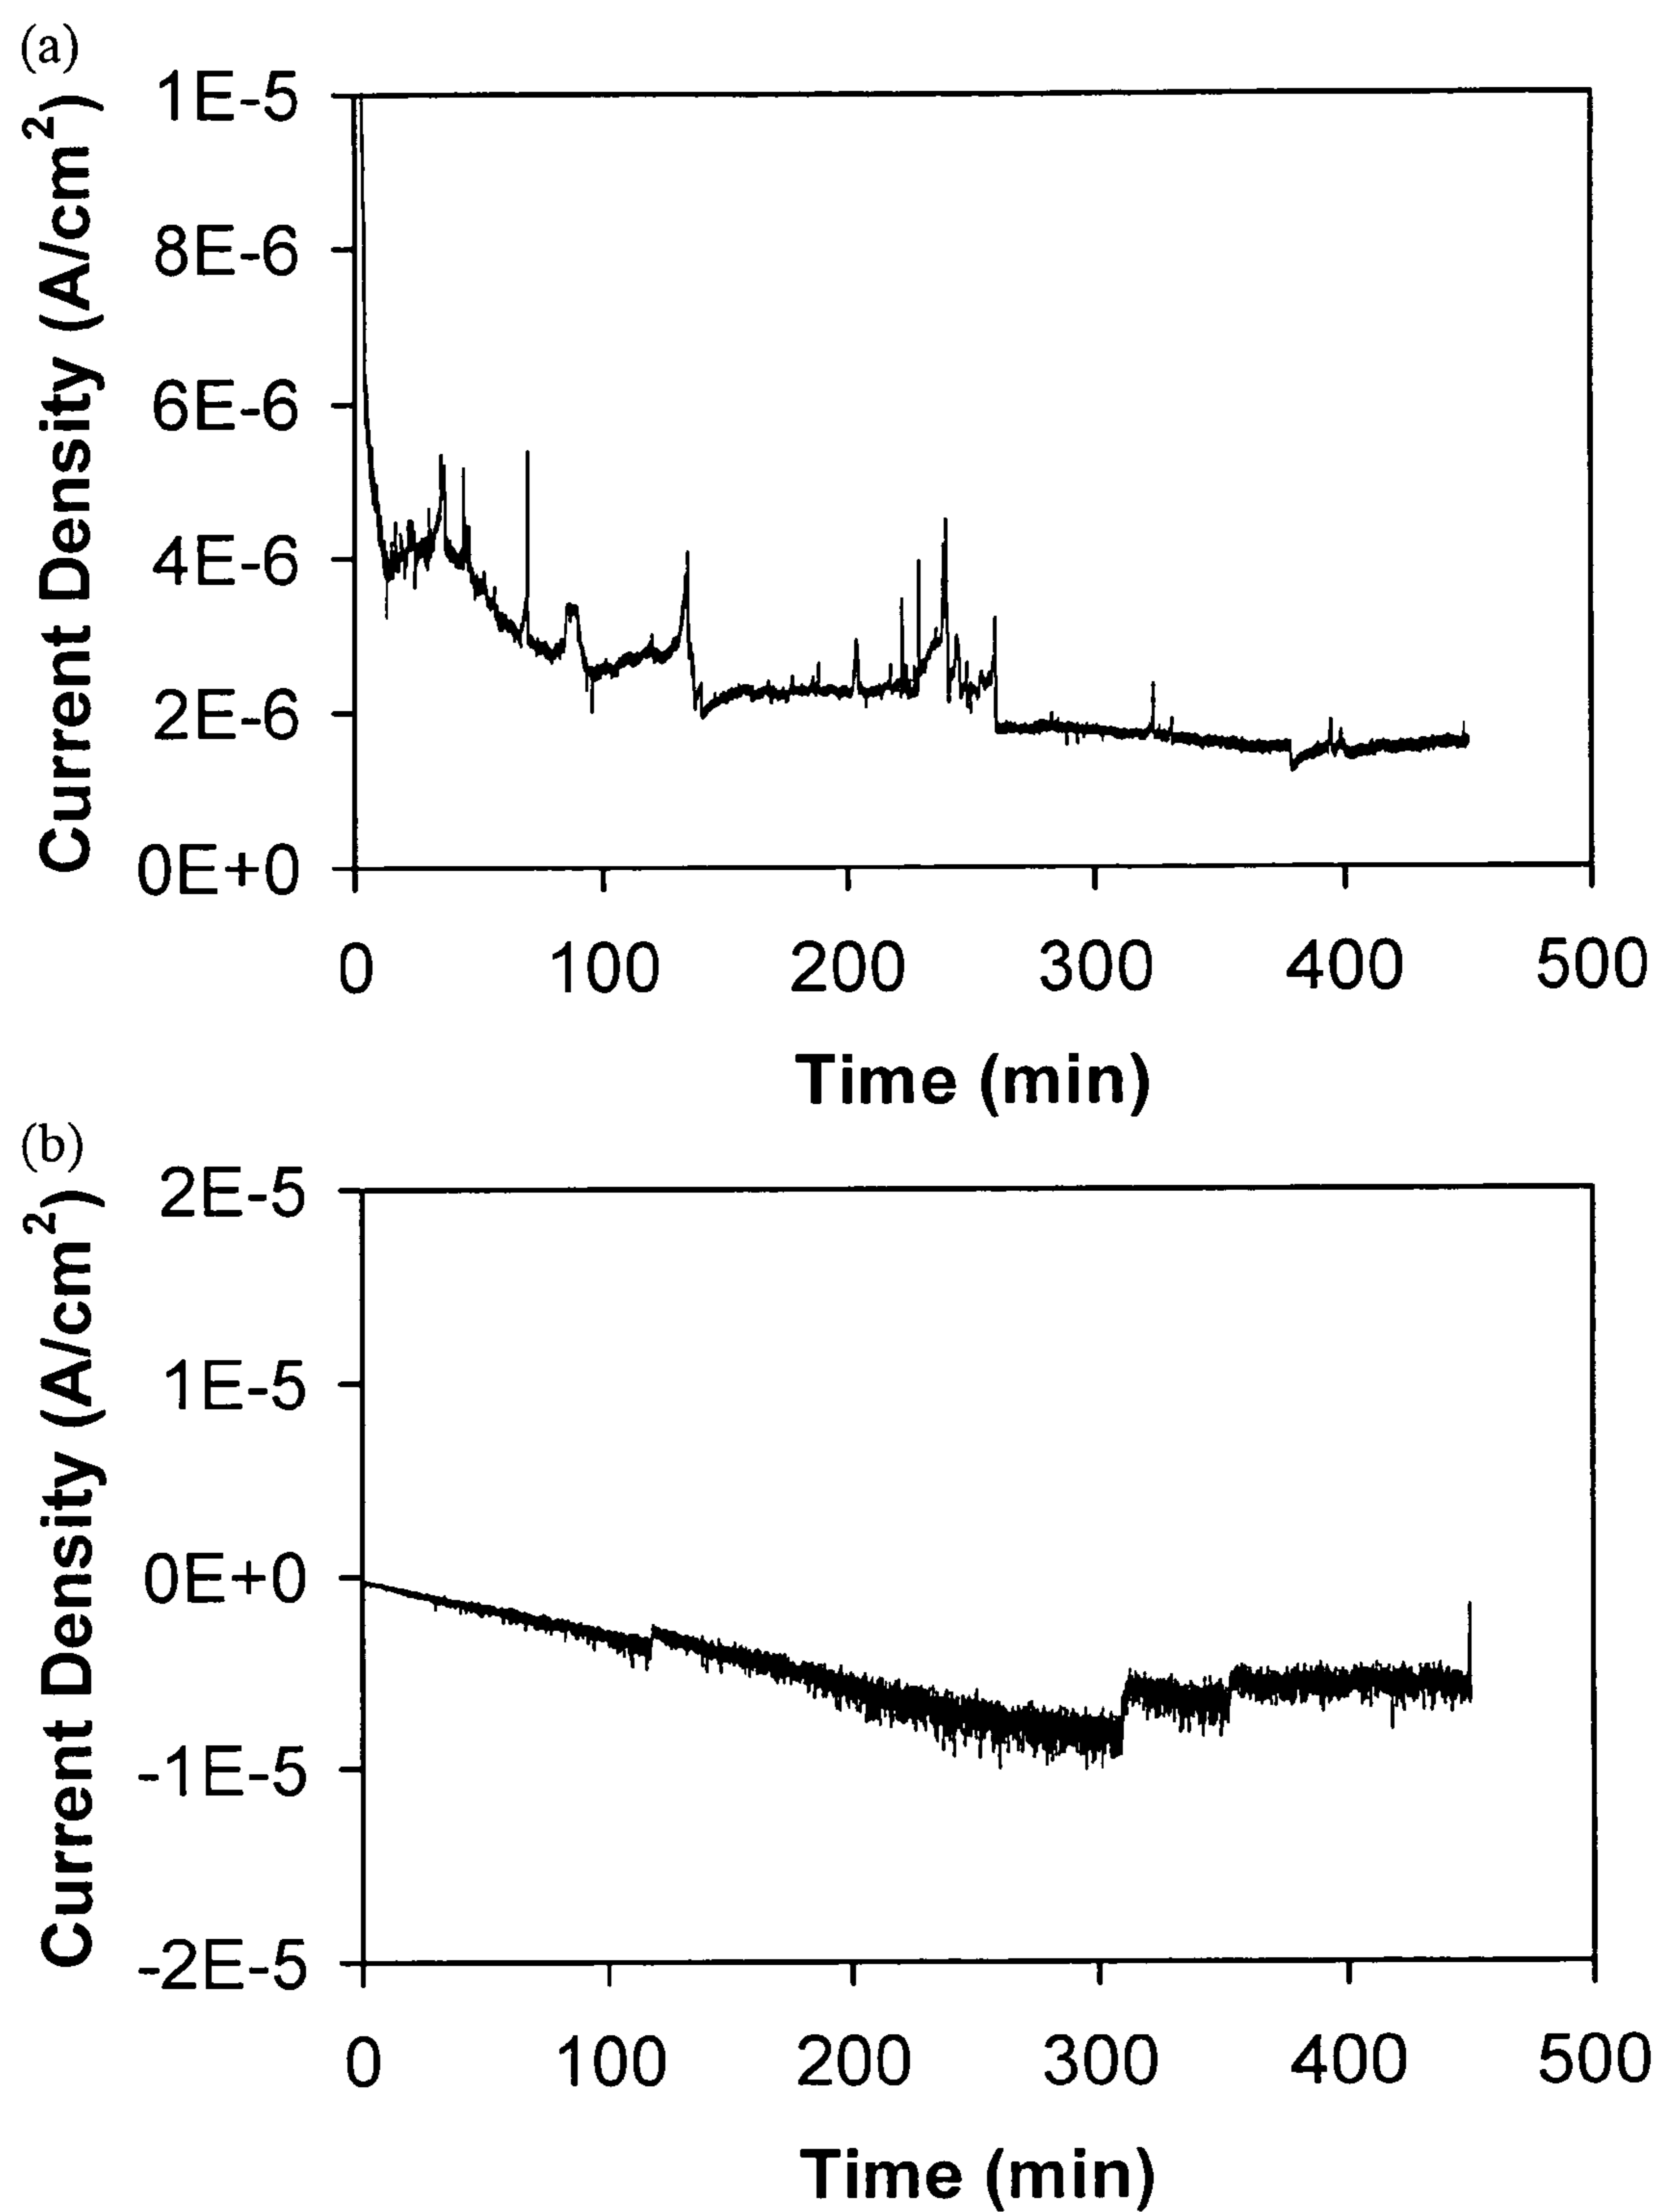 (a)
Current Density (A/cm²)
1E-5
8E-6
6E-6
4E-6
2E-6
0E+0
0 100 200 300 400 500
Time (min)
(b)
Current Density (A/cm²)
2E-5
1E-5
0E+0
-1E-5
-2E-5
0 100 200 300 400 500
Time (min)